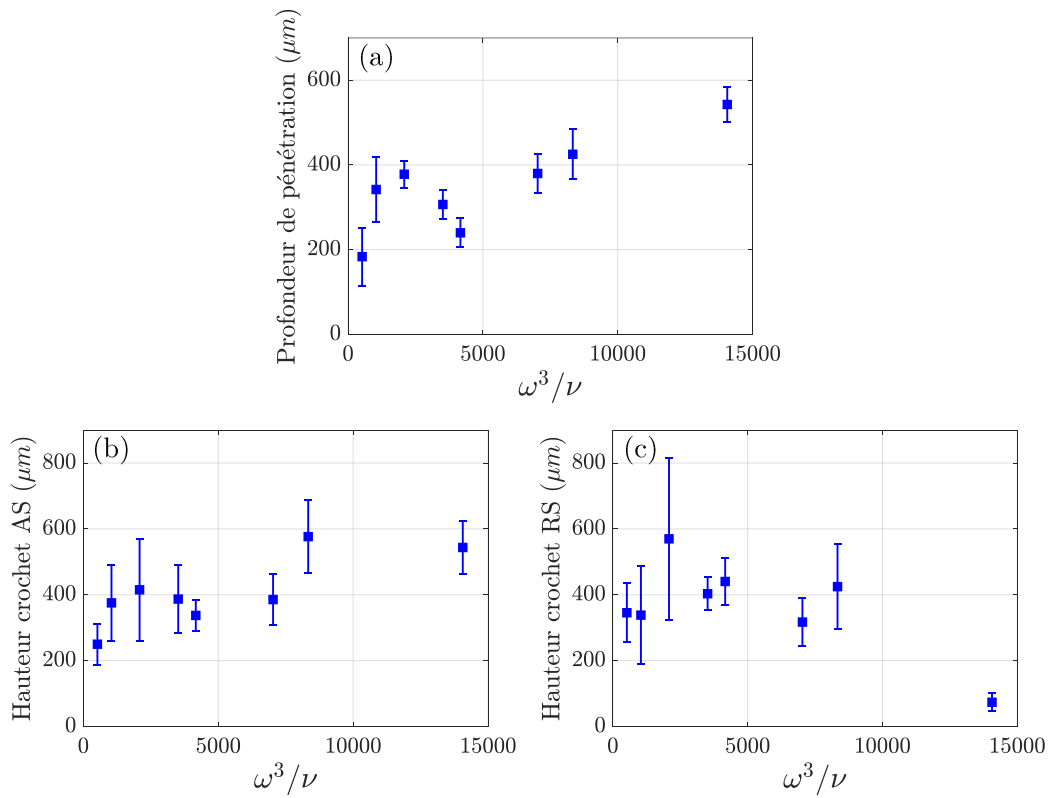 (a)
Profondeur de pénétration (μm)
600
400
200
0
0 5000 10000 15000
ω³/ν
(b)
Hauteur crochet AS (μm)
800
600
400
200
0
0 5000 10000 15000
ω³/ν
(c)
Hauteur crochet RS (μm)
800
600
400
200
0
0 5000 10000 15000
ω³/ν